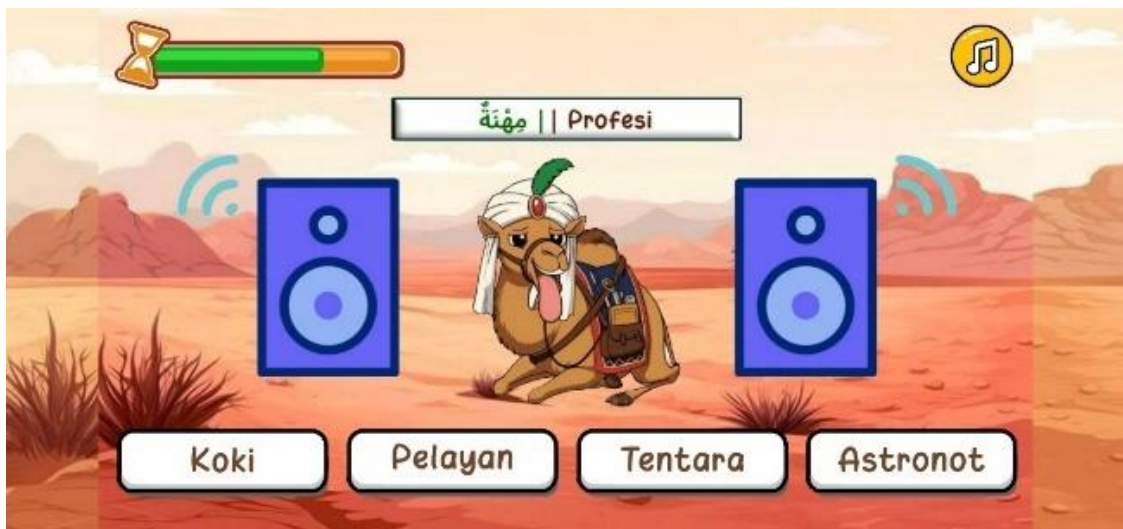 مِهْنَةٌ || Profesi
Koki
Pelayan
Tentara
Astronot